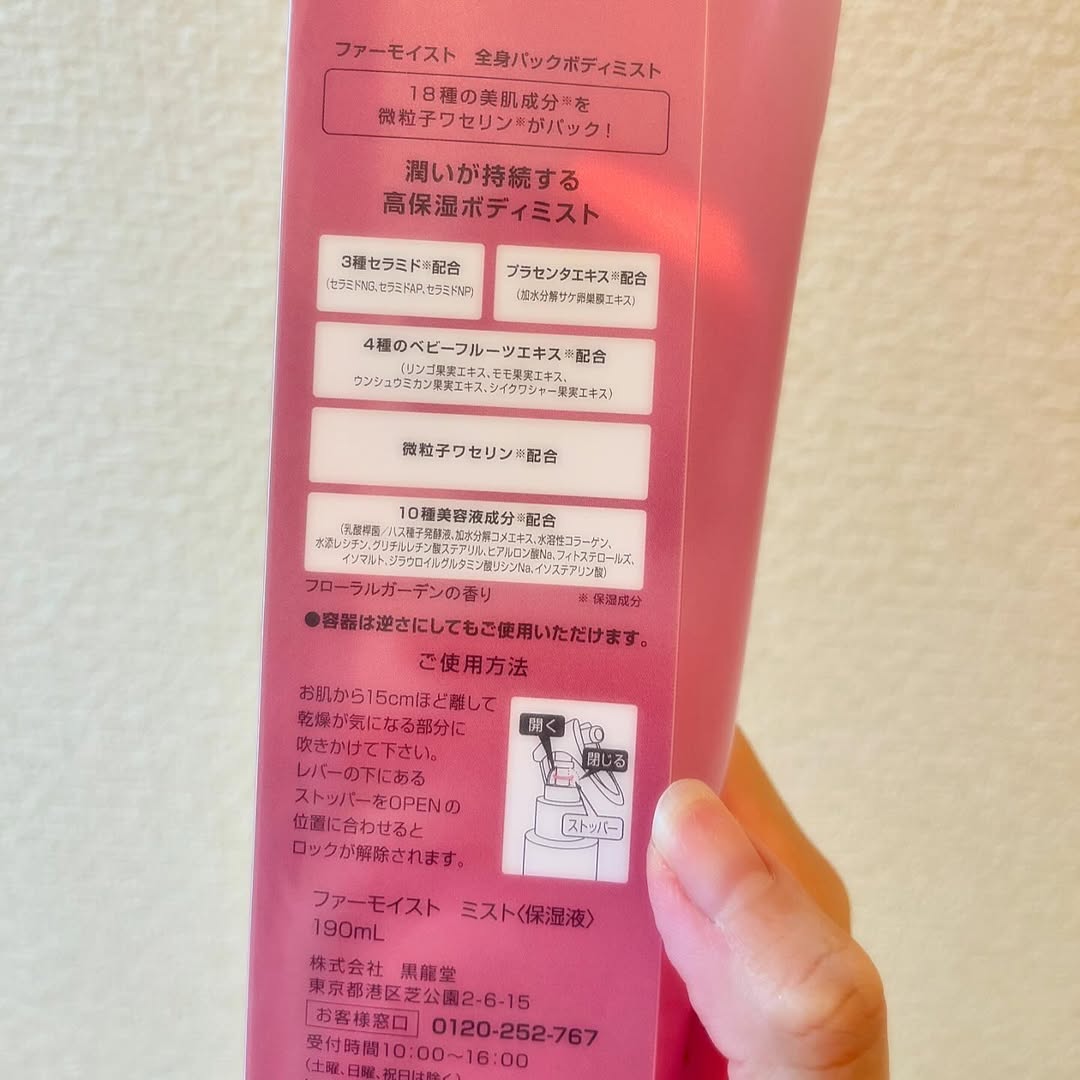 ファーモイスト 全身パックボディミスト
18種の美肌成分※を
微粒子ワセリン※がパック!
潤いが持続する
高保湿ボディミスト
3種セラミド※配合
(セラミドNG、セラミドAP、セラミドNP)
プラセンタエキス※配合
(加水分解サケ卵巣膜エキス)
4種のベビーフルーツエキス※配合
(リンゴ果実エキス、モモ果実エキス、
ウンシュウミカン果実エキス、シイクワシャー果実エキス)
微粒子ワセリン※配合
10種美容液成分※配合
(乳酸桿菌/ハス種子発酵液、加水分解コメエキス、水溶性コラーゲン、
水添レシチン、グリチルレチン酸ステアリル、ヒアルロン酸Na、フィトステロールズ、
イソマルト、ジラウロイルグルタミン酸リシンNa、イソステアリン酸)
フローラルガーデンの香り
※ 保湿成分
●容器は逆さにしてもご使用いただけます。
ご使用方法
お肌から15cmほど離して
乾燥が気になる部分に
吹きかけて下さい。
レバーの下にある
ストッパーをOPENの
位置に合わせると
ロックが解除されます。
開く
閉じる
ストッパー
ファーモイスト ミスト〈保湿液〉
190mL
株式会社 黒龍堂
東京都港区芝公園2-6-15
お客様窓口 0120-252-767
受付時間10:00〜16:00
(土曜、日曜、祝日は除く)